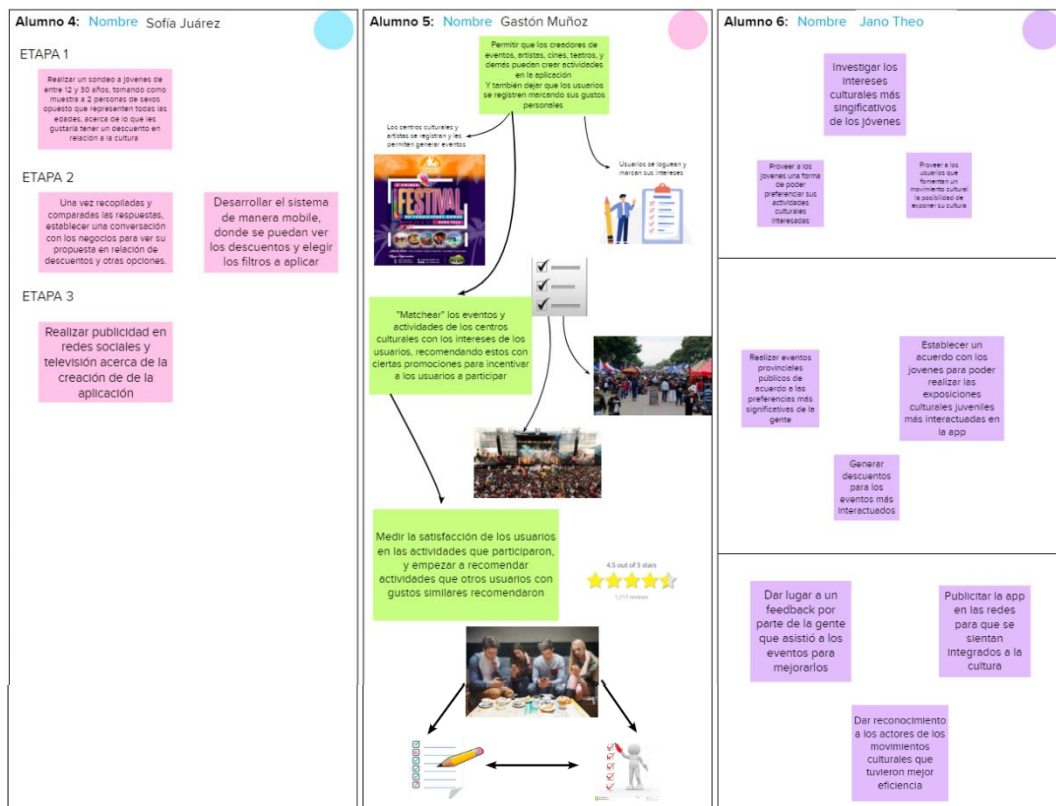 Alumno 4: Nombre Sofía Juárez
ETAPA 1
Realizar un sondeo a jóvenes de
entre 12 y 30 años, tomando como
muestra a 2 personas de sexos
opuesto que representen todas las
edades, acerca de lo que les
gustaría tener un descuento en
relación a la cultura
ETAPA 2
Una vez recopiladas y
comparadas las respuestas,
establecer una conversación
con los negocios para ver su
propuesta en relación de
descuentos y otras opciones.
Desarrollar el sistema
de manera mobile,
donde se puedan ver
los descuentos y elegir
los filtros a aplicar
ETAPA 3
Realizar publicidad en
redes sociales y
televisión acerca de la
creación de de la
aplicación
Alumno 5: Nombre Gastón Muñoz
Permitir que los creadores de
eventos, artistas, cines, teatros, y
demás puedan crear actividades
en la aplicación
Y también dejar que los usuarios
se registren marcando sus gustos
personales
Los centros culturales y
artistas se registran y les
permiten generar eventos
Usuarios se loguean y
marcan sus intereses
FESTIVAL
"Matchear" los eventos y
actividades de los centros
culturales con los intereses de los
usuarios, recomendando estos con
ciertas promociones para incentivar
a los usuarios a participar
Medir la satisfacción de los usuarios
en las actividades que participaron,
y empezar a recomendar
actividades que otros usuarios con
gustos similares recomendaron
4.5 out of 5 stars
1,717 reviews
Alumno 6: Nombre Jano Theo
Investigar los
intereses
culturales más
singificativos
de los jóvenes
Proveer a los
jovenes una forma de
poder preferenciar sus
actividades
culturales
interesadas
Proveer a los
usuarios que
fomentan un
movimiento cultural
la posibilidad de
exponer su cultura
Realizar eventos
provinciales
públicos de
acuerdo a las
preferencias más
significativas de la
gente
Establecer un
acuerdo con los
jovenes para poder
realizar las
exposiciones
culturales juveniles
más interactuadas en
la app
Generar
descuentos
para los
eventos más
interactuados
Dar lugar a un
feedback por
parte de la gente
que asistió a los
eventos para
mejorarlos
Publicitar la app
en las redes
para que se
sientan
integrados a la
cultura
Dar reconocimiento
a los actores de los
movimientos
culturales que
tuvieron mejor
eficiencia